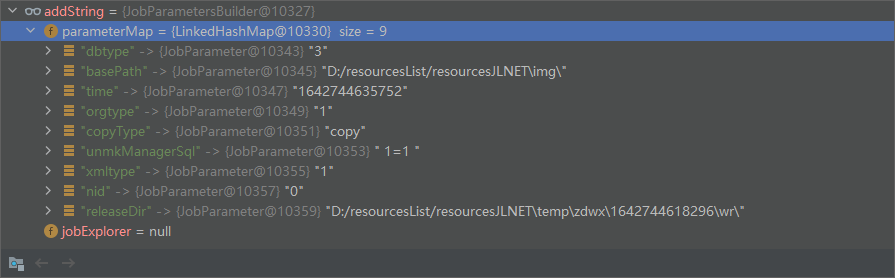 addString = {JobParametersBuilder@10327}
parameterMap = {LinkedHashMap@10330} size = 9
"dbtype" -> {JobParameter@10343} "3"
"basePath" -> {JobParameter@10345} "D:/resourcesList/resourcesJLNET\img\"
"time" -> {JobParameter@10347} "1642744635752"
"orgtype" -> {JobParameter@10349} "1"
"copyType" -> {JobParameter@10351} "copy"
"unmkManagerSql" -> {JobParameter@10353} " 1=1 "
"xmltype" -> {JobParameter@10355} "1"
"nid" -> {JobParameter@10357} "0"
"releaseDir" -> {JobParameter@10359} "D:/resourcesList/resourcesJLNET\temp\zdwx\1642744618296\wr\"
jobExplorer = null